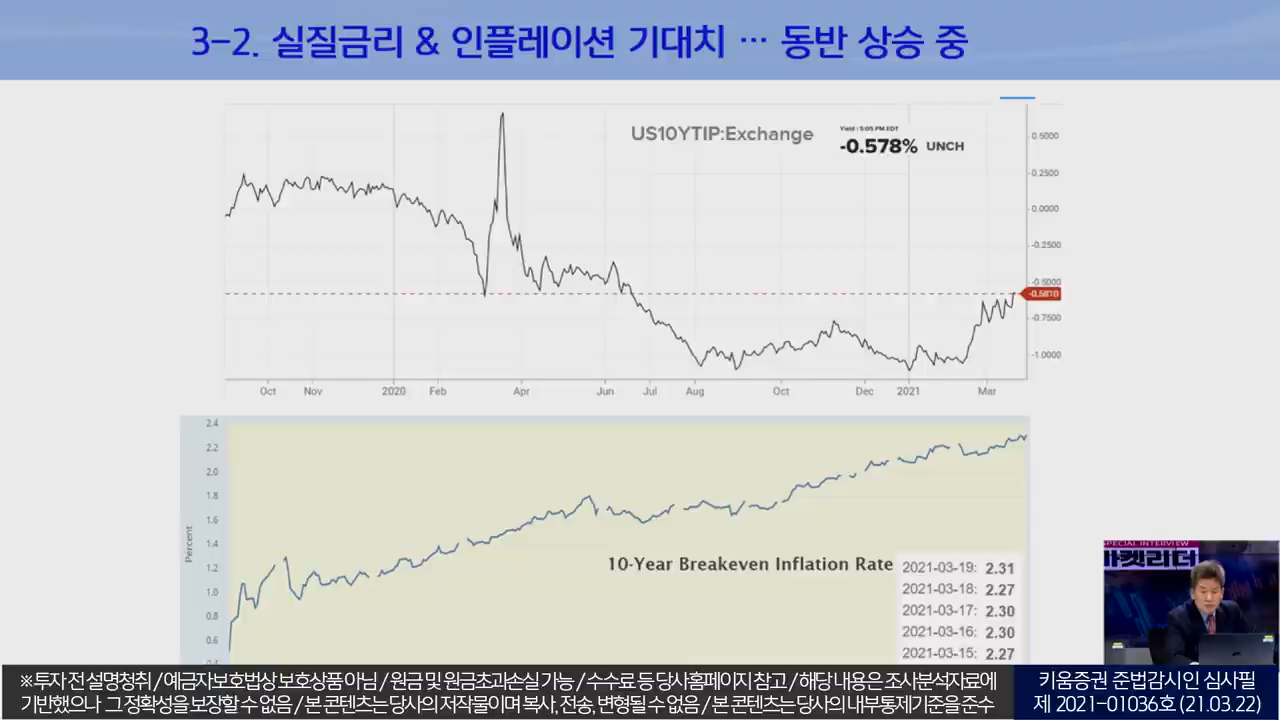 3-2. 실질금리 & 인플레이션 기대치 … 동반 상승 중
US10YTIP:Exchange
Yield | 5:05 PM EDT
-0.578% UNCH
0.5000
0.2500
0.0000
-0.2500
-0.5000
-0.5810
-0.7500
-1.0000
Oct Nov 2020 Feb Apr Jun Jul Aug Oct Dec 2021 Mar
2.4
2.2
2.0
1.8
1.6
1.4
1.2
1.0
0.8
0.6
0.4
Percent
10-Year Breakeven Inflation Rate
2021-03-19: 2.31
2021-03-18: 2.27
2021-03-17: 2.30
2021-03-16: 2.30
2021-03-15: 2.27
SPECIAL INTERVIEW
마켓리더
※ 투자 전 설명청취 / 예금자보호법상 보호상품 아님 / 원금 및 원금초과손실 가능 / 수수료 등 당사홈페이지 참고 / 해당 내용은 조사분석자료에
기반했으나 그 정확성을 보장할 수 없음 / 본 콘텐츠는 당사의 저작물이며 복사, 전송, 변형될 수 없음 / 본 콘텐츠는 당사의 내부통제기준을 준수
키움증권 준법감시인 심사필
제 2021-01036호 (21.03.22)